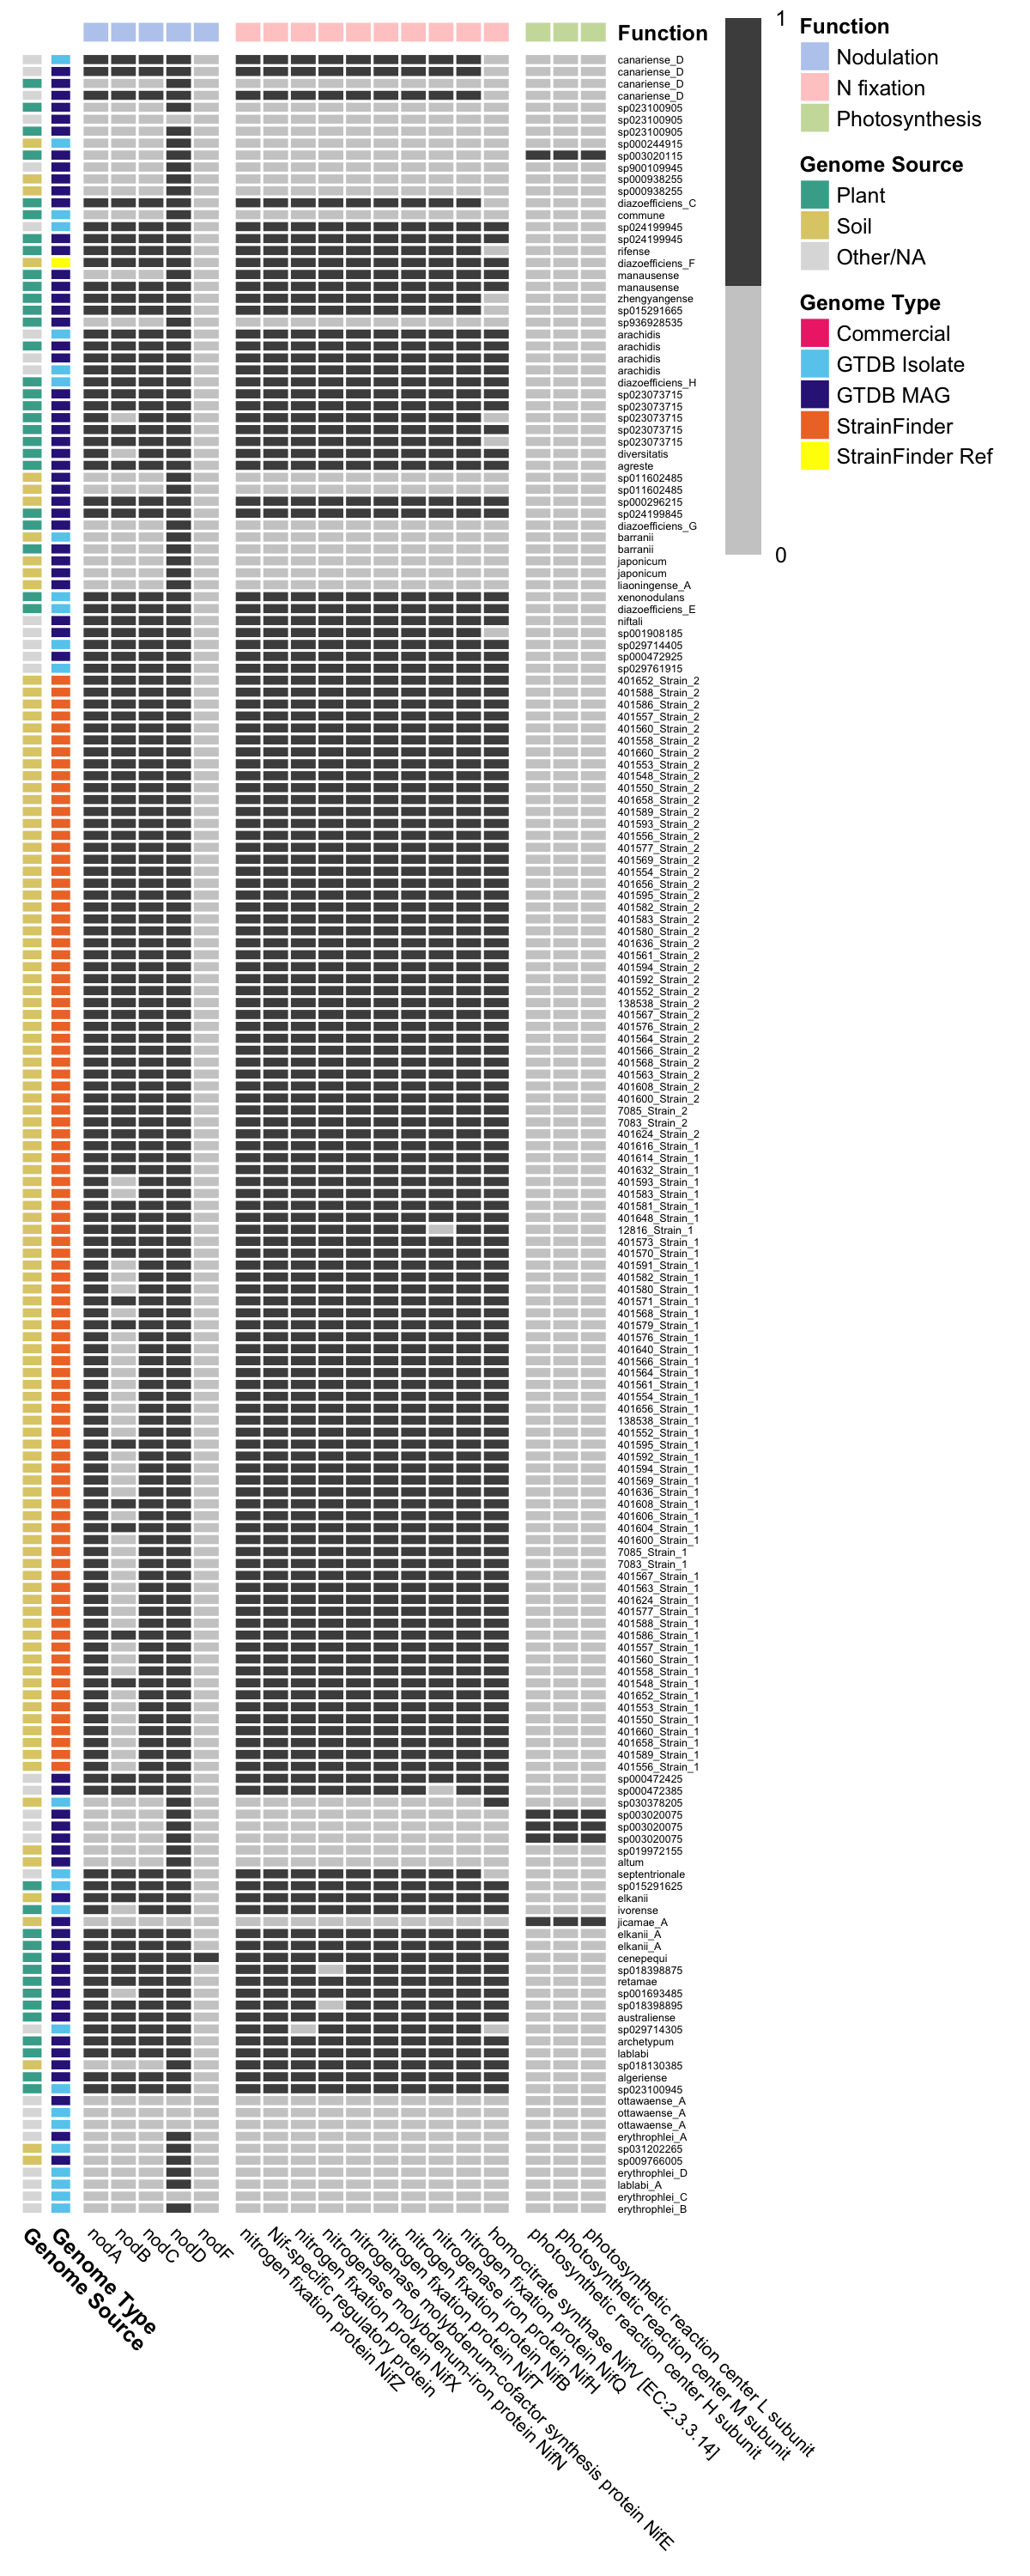 Function
canariense_D
canariense_D
canariense_D
canariense_D
sp023100905
sp023100905
sp023100905
sp000244915
sp003020115
sp900109945
sp000938255
sp000938255
diazoefficiens_C
commune
sp024199945
sp024199945
rifense
diazoefficiens_F
manausense
manausense
zhengyangense
sp015291665
sp936928535
arachidis
arachidis
arachidis
arachidis
diazoefficiens_H
sp023073715
sp023073715
sp023073715
sp023073715
sp023073715
diversitatis
agreste
sp011602485
sp011602485
sp000296215
sp024199845
diazoefficiens_G
barranii
barranii
japonicum
japonicum
liaoningense_A
xenonodulans
diazoefficiens_E
niftali
sp001908185
sp029714405
sp000472925
sp029761915
401652_Strain_2
401588_Strain_2
401586_Strain_2
401557_Strain_2
401560_Strain_2
401558_Strain_2
401660_Strain_2
401553_Strain_2
401548_Strain_2
401550_Strain_2
401658_Strain_2
401589_Strain_2
401593_Strain_2
401556_Strain_2
401577_Strain_2
401569_Strain_2
401554_Strain_2
401656_Strain_2
401595_Strain_2
401582_Strain_2
401583_Strain_2
401580_Strain_2
401636_Strain_2
401561_Strain_2
401594_Strain_2
401592_Strain_2
401552_Strain_2
138538_Strain_2
401567_Strain_2
401576_Strain_2
401564_Strain_2
401566_Strain_2
401568_Strain_2
401563_Strain_2
401608_Strain_2
401600_Strain_2
7085_Strain_2
7083_Strain_2
401624_Strain_2
401616_Strain_1
401614_Strain_1
401632_Strain_1
401593_Strain_1
401583_Strain_1
401581_Strain_1
401648_Strain_1
12816_Strain_1
401573_Strain_1
401570_Strain_1
401591_Strain_1
401582_Strain_1
401580_Strain_1
401571_Strain_1
401568_Strain_1
401579_Strain_1
401576_Strain_1
401640_Strain_1
401566_Strain_1
401564_Strain_1
401561_Strain_1
401554_Strain_1
401656_Strain_1
138538_Strain_1
401552_Strain_1
401595_Strain_1
401592_Strain_1
401594_Strain_1
401569_Strain_1
401636_Strain_1
401608_Strain_1
401606_Strain_1
401604_Strain_1
401600_Strain_1
7085_Strain_1
7083_Strain_1
401567_Strain_1
401563_Strain_1
401624_Strain_1
401577_Strain_1
401588_Strain_1
401586_Strain_1
401557_Strain_1
401560_Strain_1
401558_Strain_1
401548_Strain_1
401652_Strain_1
401553_Strain_1
401550_Strain_1
401660_Strain_1
401658_Strain_1
401589_Strain_1
401556_Strain_1
sp000472425
sp000472385
sp030378205
sp003020075
sp003020075
sp003020075
sp019972155
altum
septentrionale
sp015291625
elkanii
ivorense
jicamae_A
elkanii_A
elkanii_A
cenepequi
sp018398875
retamae
sp001693485
sp018398895
australiense
sp029714305
archetypum
lablabi
sp018130385
algeriense
sp023100945
ottawaense_A
ottawaense_A
ottawaense_A
erythrophlei_A
sp031202265
sp009766005
erythrophlei_D
lablabi_A
erythrophlei_C
erythrophlei_B
Genome Source
Genome Type
nodA
nodB
nodC
nodD
nodF
nitrogen fixation protein NifZ
Nif-specific regulatory protein
nitrogen fixation protein NifX
nitrogenase molybdenum-iron protein NifN
nitrogenase molybdenum-cofactor synthesis protein NifE
nitrogen fixation protein NifT
nitrogen fixation protein NifB
nitrogenase iron protein NifH
nitrogen fixation protein NifQ
homocitrate synthase NifV [EC:2.3.3.14]
photosynthetic reaction center H subunit
photosynthetic reaction center M subunit
photosynthetic reaction center L subunit
1
0
Function
Nodulation
N fixation
Photosynthesis
Genome Source
Plant
Soil
Other/NA
Genome Type
Commercial
GTDB Isolate
GTDB MAG
StrainFinder
StrainFinder Ref